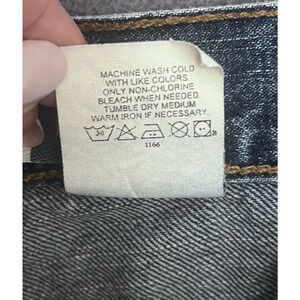 MACHINE WASH COLD
WITH LIKE COLORS.
ONLY NON-CHLORINE
BLEACH WHEN NEEDED.
TUMBLE DRY MEDIUM
WARM IRON IF NECESSARY.
30
1166